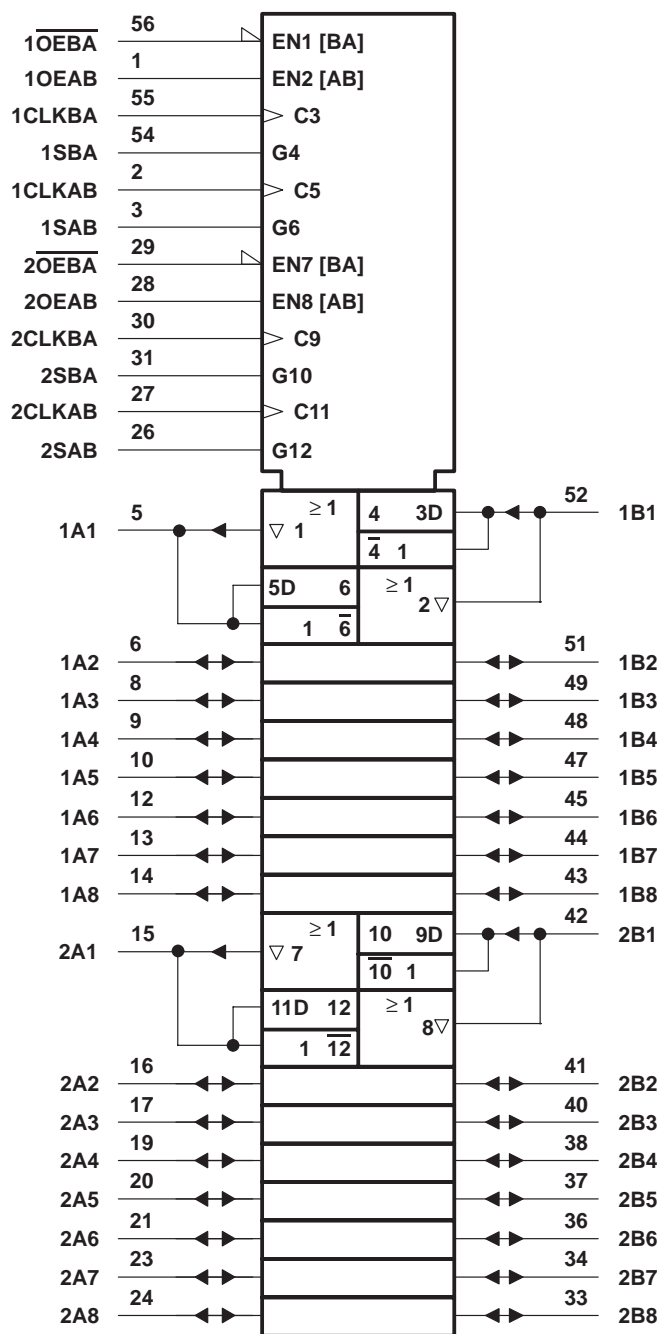 56
1O̅E̅B̅A̅ EN1 [BA]
1
1OEAB EN2 [AB]
55
1CLKBA C3
54
1SBA G4
2
1CLKAB C5
3
1SAB G6
29
2O̅E̅B̅A̅ EN7 [BA]
28
2OEAB EN8 [AB]
30
2CLKBA C9
31
2SBA G10
27
2CLKAB C11
26
2SAB G12
5 ≥ 1 4 3D 52
1A1 ▽ 1 4̅ 1 1B1
5D 6 ≥ 1
1 6̅ 2 ▽
6 51
1A2 1B2
8 49
1A3 1B3
9 48
1A4 1B4
10 47
1A5 1B5
12 45
1A6 1B6
13 44
1A7 1B7
14 43
1A8 1B8
15 ≥ 1 10 9D 42
2A1 ▽ 7 1̅0̅ 1 2B1
11D 12 ≥ 1
1 1̅2̅ 8▽
16 41
2A2 2B2
17 40
2A3 2B3
19 38
2A4 2B4
20 37
2A5 2B5
21 36
2A6 2B6
23 34
2A7 2B7
24 33
2A8 2B8